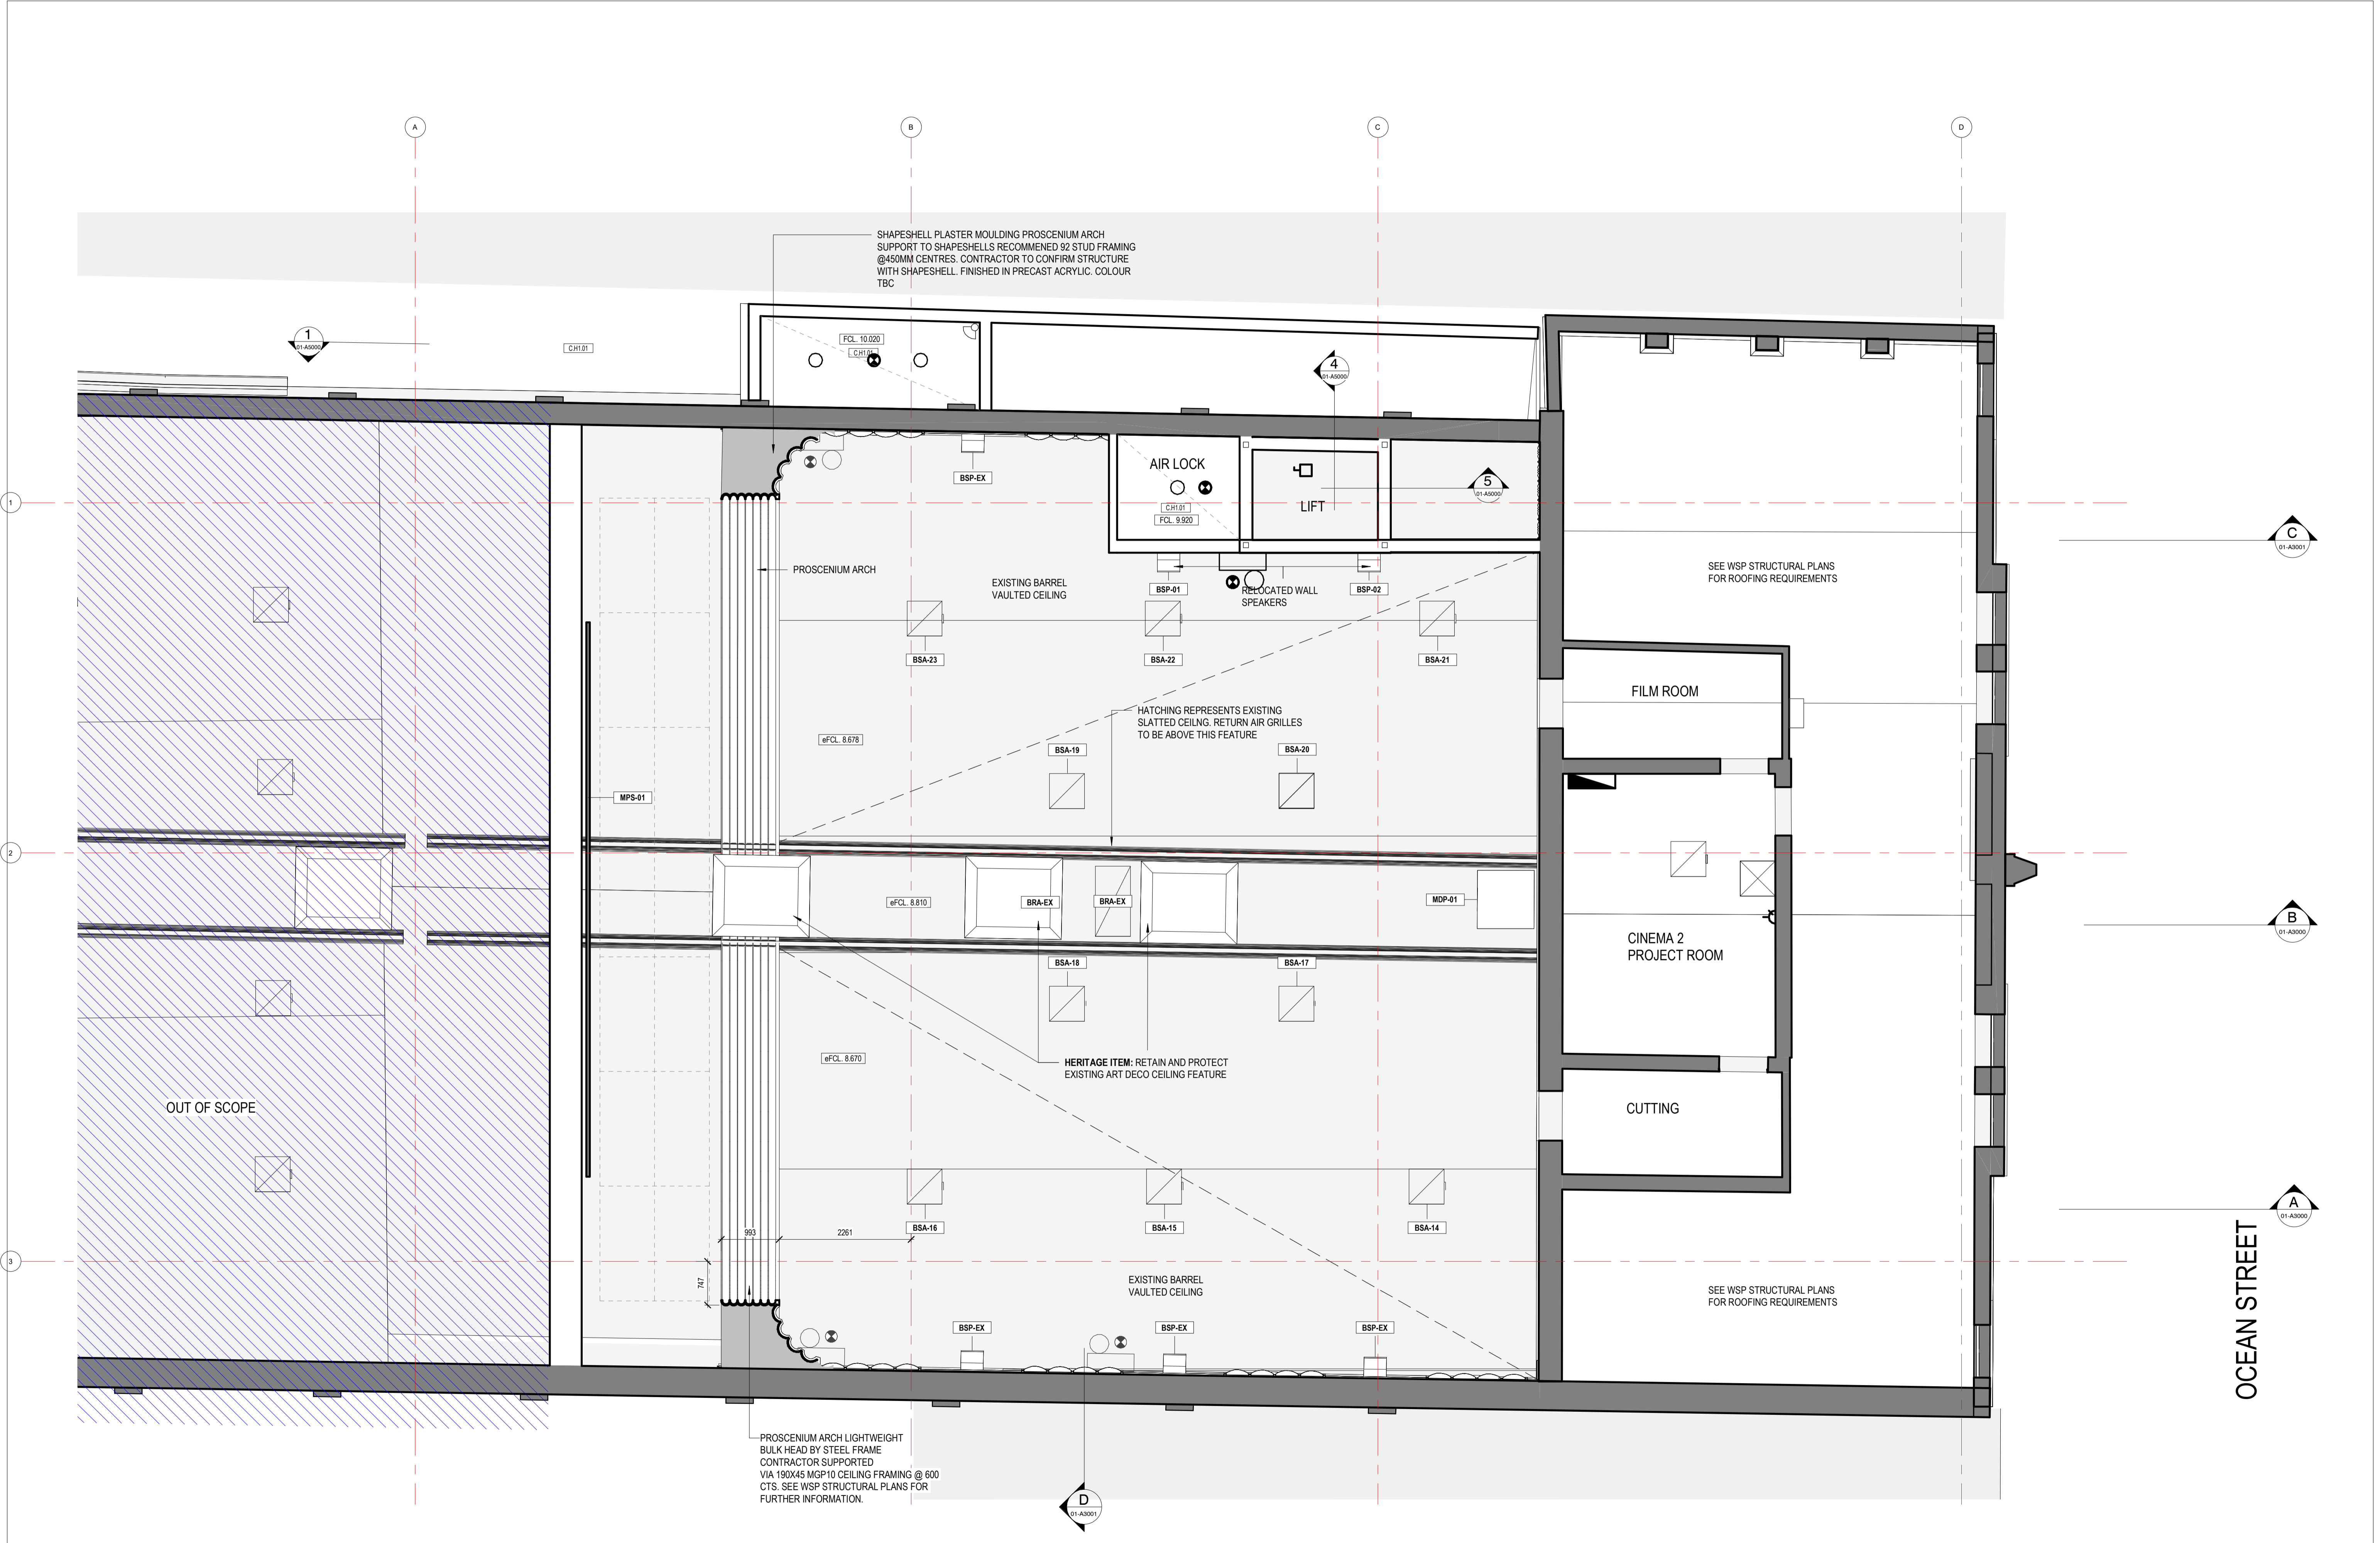 A
B
C
D
SHAPESHELL PLASTER MOULDING PROSCENIUM ARCH
SUPPORT TO SHAPESHELLS RECOMMENED 92 STUD FRAMING
@450MM CENTRES. CONTRACTOR TO CONFIRM STRUCTURE
WITH SHAPESHELL. FINISHED IN PRECAST ACRYLIC. COLOUR
TBC
1
01-A5000
C.H1.01
FCL. 10.020
C.H1.01
4
01-A5000
AIR LOCK
BSP-EX
5
01-A5000
1
C.H1.01
LIFT
FCL. 9.920
C
01-A3001
PROSCENIUM ARCH
EXISTING BARREL
VAULTED CEILING
BSP-01
RELOCATED WALL
SPEAKERS
BSP-02
SEE WSP STRUCTURAL PLANS
FOR ROOFING REQUIREMENTS
BSA-23
BSA-22
BSA-21
FILM ROOM
HATCHING REPRESENTS EXISTING
SLATTED CEILNG. RETURN AIR GRILLES
TO BE ABOVE THIS FEATURE
eFCL. 8.678
BSA-19
BSA-20
MPS-01
2
eFCL. 8.810
BRA-EX
BRA-EX
MDP-01
B
01-A3000
CINEMA 2
PROJECT ROOM
BSA-18
BSA-17
eFCL. 8.670
HERITAGE ITEM: RETAIN AND PROTECT
EXISTING ART DECO CEILING FEATURE
OUT OF SCOPE
CUTTING
A
01-A3000
BSA-16
BSA-15
BSA-14
993
2261
3
747
EXISTING BARREL
VAULTED CEILING
SEE WSP STRUCTURAL PLANS
FOR ROOFING REQUIREMENTS
OCEAN STREET
BSP-EX
BSP-EX
BSP-EX
PROSCENIUM ARCH LIGHTWEIGHT
BULK HEAD BY STEEL FRAME
CONTRACTOR SUPPORTED
VIA 190X45 MGP10 CEILING FRAMING @ 600
CTS. SEE WSP STRUCTURAL PLANS FOR
FURTHER INFORMATION.
D
01-A3001